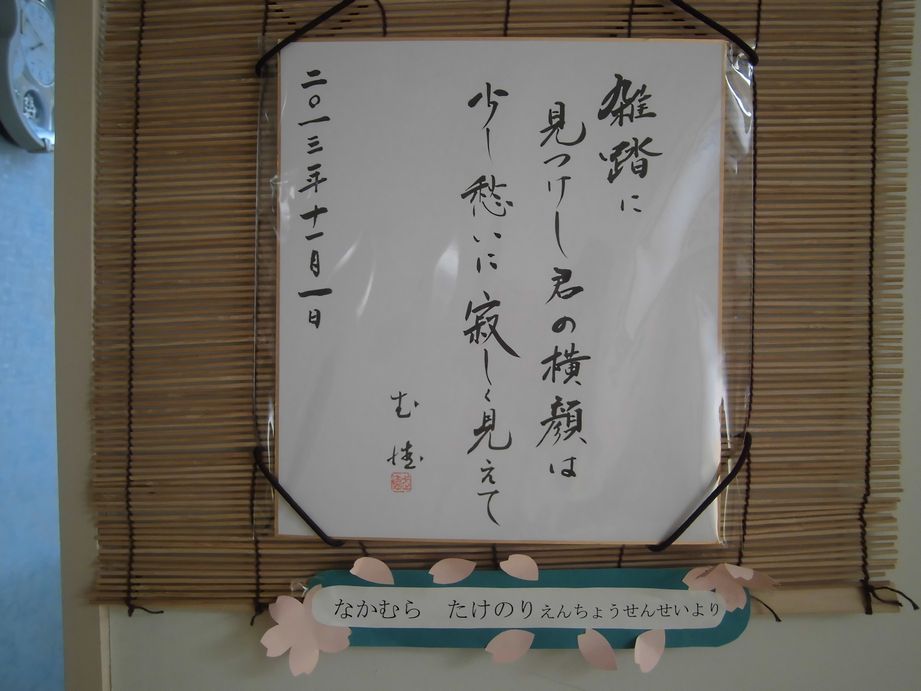 雑踏に
見つけし君の横顔は
少し愁いに寂しく見えて
二〇一三年十一月一日
なかむら　たけのりえんちょうせんせいより